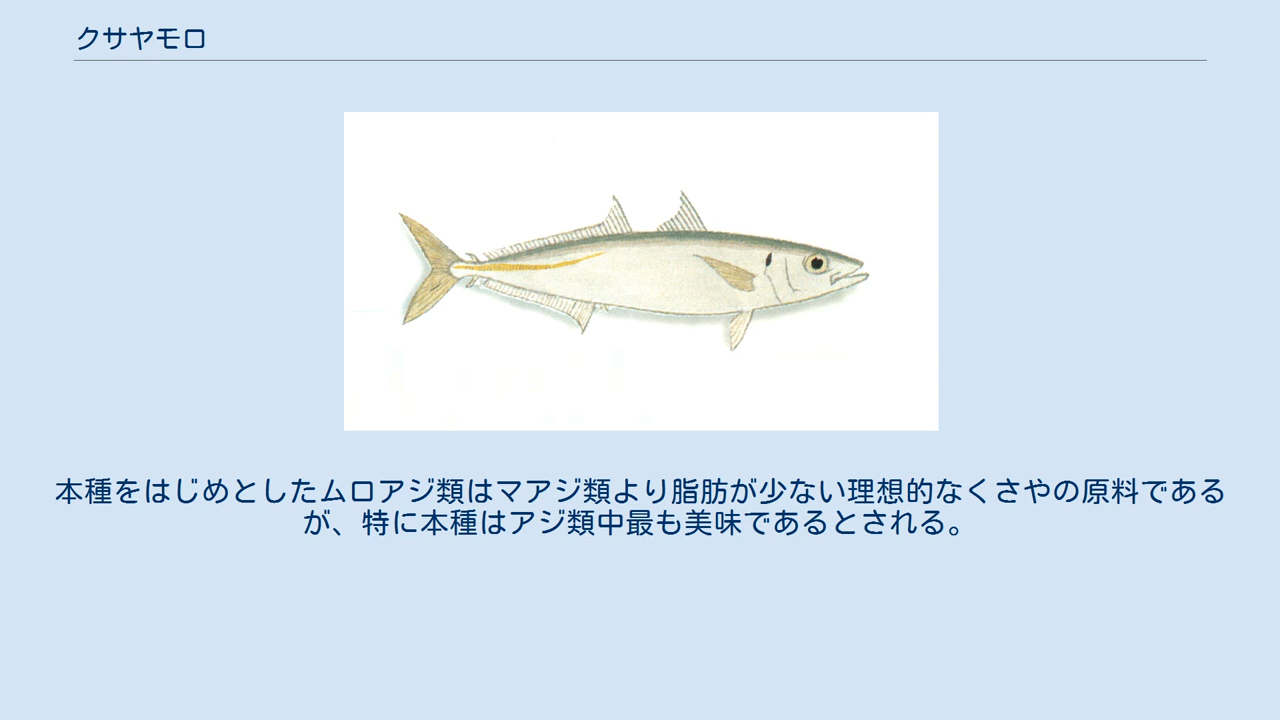 クサヤモロ
本種をはじめとしたムロアジ類はマアジ類より脂肪が少ない理想的なくさやの原料である
が、特に本種はアジ類中最も美味であるとされる。